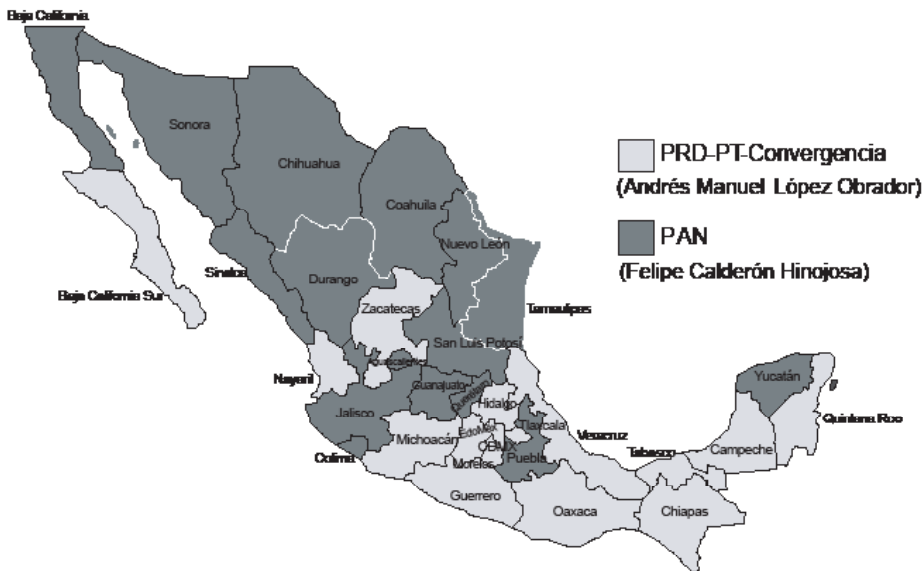 Baja California
Sonora
Chihuahua
Coahuila
Nuevo León
Sinaloa
Durango
Baja California Sur
Zacatecas
Tamaulipas
San Luis Potosí
Aguascalientes
Nayarit
Guanajuato
Querétaro
Hidalgo
Yucatán
Jalisco
Tlaxcala
Quintana Roo
Michoacán
EdoMex
Veracruz
CDMX
Colima
Morelos
Puebla
Tabasco
Campeche
Guerrero
Oaxaca
Chiapas
PRD-PT-Convergencia
(Andrés Manuel López Obrador)
PAN
(Felipe Calderón Hinojosa)